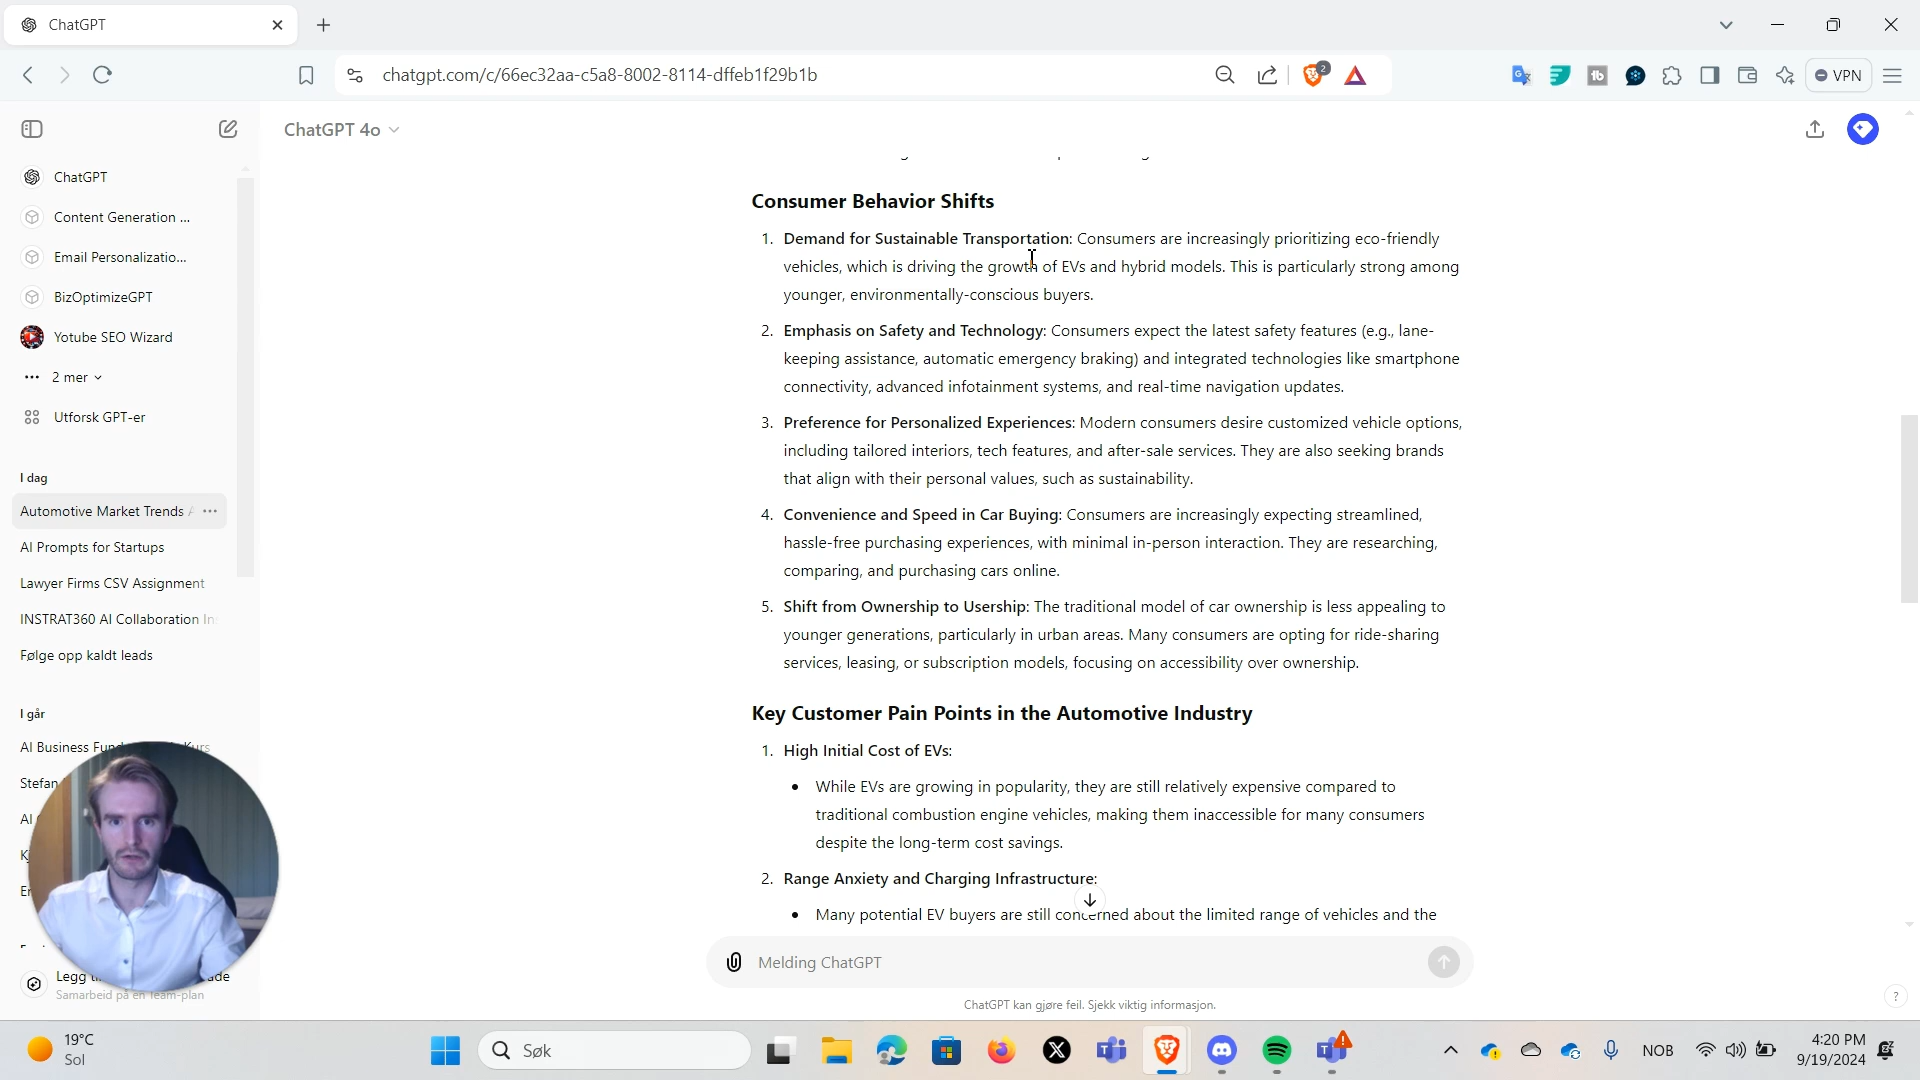 ChatGPT
chatgpt.com/c/66ec32aa-c5a8-8002-8114-dffeb1f29b1b
2
VPN
ChatGPT 4o
ChatGPT
Content Generation ...
Email Personalizatio...
BizOptimizeGPT
Yotube SEO Wizard
2 mer
Utforsk GPT-er
I dag
Automotive Market Trends
AI Prompts for Startups
Lawyer Firms CSV Assignment
INSTRAT360 AI Collaboration In
Følge opp kaldt leads
I går
AI Business Fund
Kurs
Stefan
AI
Legg
Samarbeid på en Team-plan
Consumer Behavior Shifts
1. Demand for Sustainable Transportation: Consumers are increasingly prioritizing eco-friendly
vehicles, which is driving the growth of EVs and hybrid models. This is particularly strong among
younger, environmentally-conscious buyers.
2. Emphasis on Safety and Technology: Consumers expect the latest safety features (e.g., lane-
keeping assistance, automatic emergency braking) and integrated technologies like smartphone
connectivity, advanced infotainment systems, and real-time navigation updates.
3. Preference for Personalized Experiences: Modern consumers desire customized vehicle options,
including tailored interiors, tech features, and after-sale services. They are also seeking brands
that align with their personal values, such as sustainability.
4. Convenience and Speed in Car Buying: Consumers are increasingly expecting streamlined,
hassle-free purchasing experiences, with minimal in-person interaction. They are researching,
comparing, and purchasing cars online.
5. Shift from Ownership to Usership: The traditional model of car ownership is less appealing to
younger generations, particularly in urban areas. Many consumers are opting for ride-sharing
services, leasing, or subscription models, focusing on accessibility over ownership.
Key Customer Pain Points in the Automotive Industry
1. High Initial Cost of EVs:
• While EVs are growing in popularity, they are still relatively expensive compared to
traditional combustion engine vehicles, making them inaccessible for many consumers
despite the long-term cost savings.
2. Range Anxiety and Charging Infrastructure:
• Many potential EV buyers are still concerned about the limited range of vehicles and the
Melding ChatGPT
ChatGPT kan gjøre feil. Sjekk viktig informasjon.
?
19°C
Sol
Søk
NOB
4:20 PM
9/19/2024